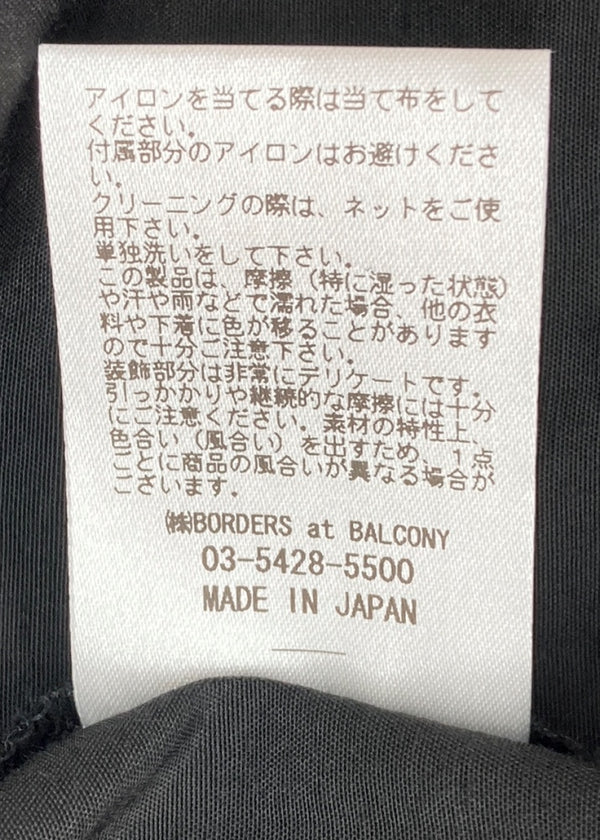 アイロンを当てる際は当て布をして
ください。
付属部分のアイロンはお避けくださ
い。
クリーニングの際は、ネットをご使
用下さい。
単独洗いをして下さい。
この製品は、摩擦（特に湿った状態）
や汗や雨などで濡れた場合、他の衣
料や下着に色が移ることがあります
ので十分ご注意下さい。
装飾部分は非常にデリケートです。
引っかかりや継続的な摩擦には十分
にご注意ください。素材の特性上、
色合い（風合い）を出すため、1点
ごとに商品の風合いが異なる場合が
ございます。
㈱BORDERS at BALCONY
03-5428-5500
MADE IN JAPAN